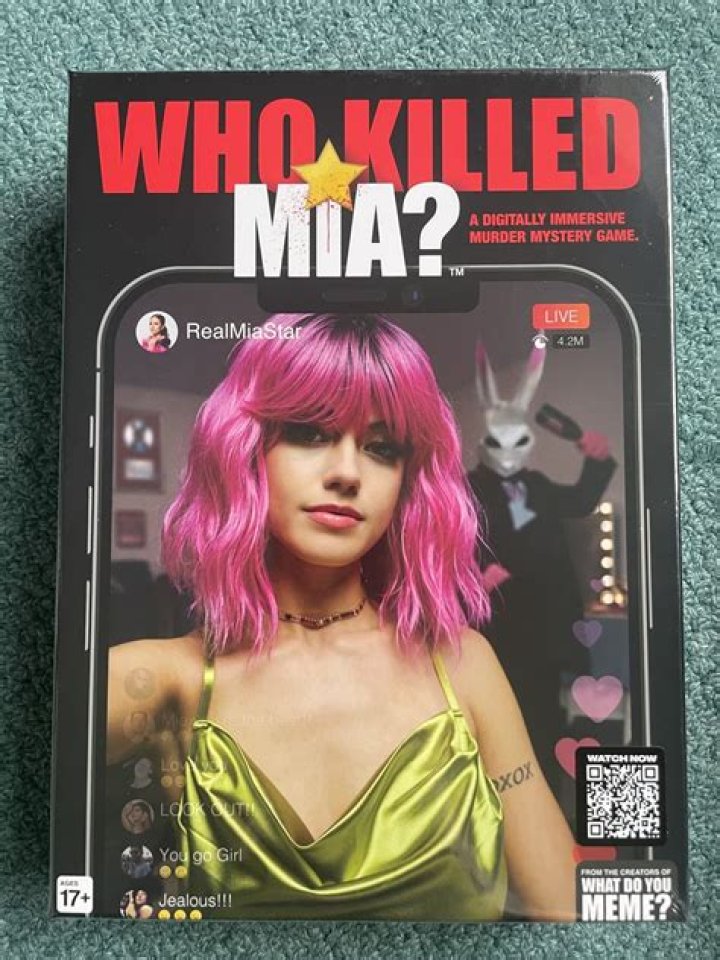 WHO KILLED
MIA?™
A DIGITALLY IMMERSIVE
MURDER MYSTERY GAME.
RealMiaStar
LIVE
4.2M
LOOK OUT!!
You go Girl
Jealous!!!
XOXOX
WATCH NOW
AGES
17+
FROM THE CREATORS OF
WHAT DO YOU
MEME?